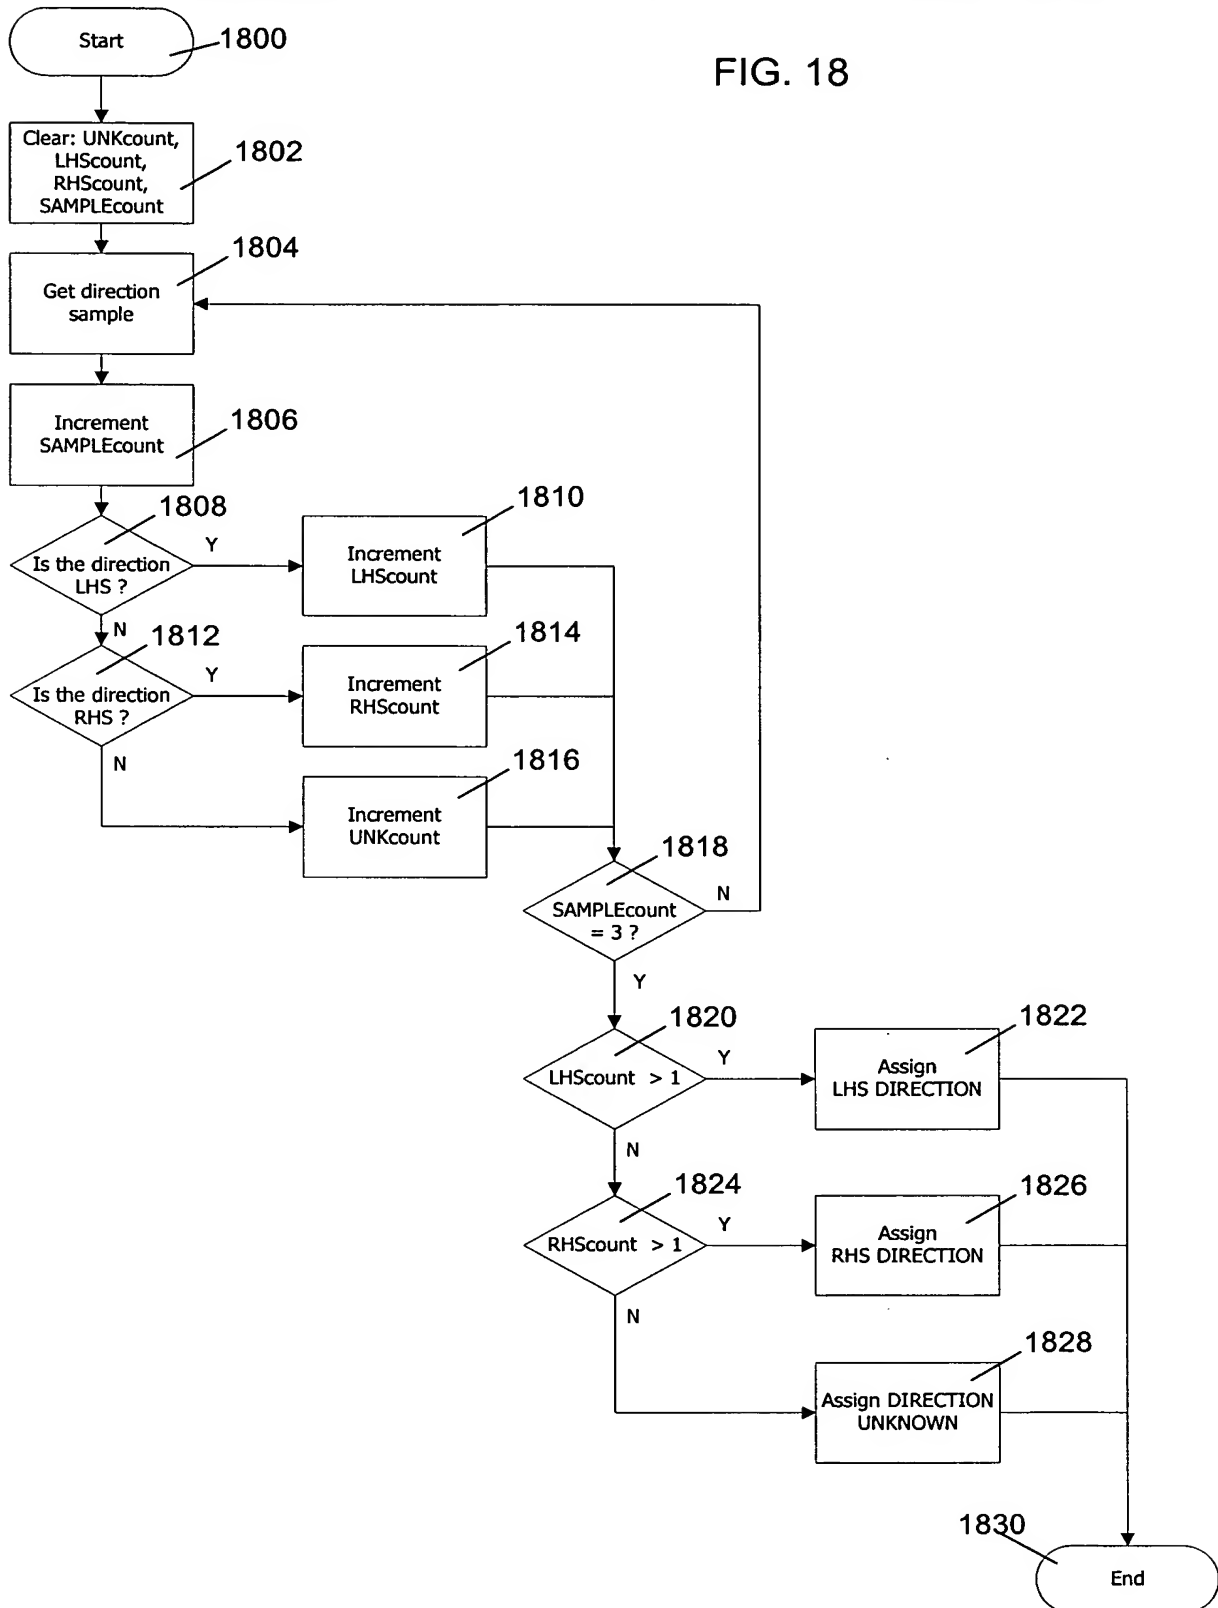 Start
1800
FIG. 18
Clear: UNKcount,
LHScount,
RHScount,
SAMPLEcount
1802
1804
Get direction
sample
Increment
SAMPLEcount
1806
1808
Is the direction
LHS ?
Y
N
1810
Increment
LHScount
1812
Is the direction
RHS ?
Y
N
1814
Increment
RHScount
1816
Increment
UNKcount
1818
SAMPLEcount
= 3 ?
N
Y
1820
LHScount > 1
Y
N
1822
Assign
LHS DIRECTION
1824
RHScount > 1
Y
N
1826
Assign
RHS DIRECTION
1828
Assign DIRECTION
UNKNOWN
1830
End